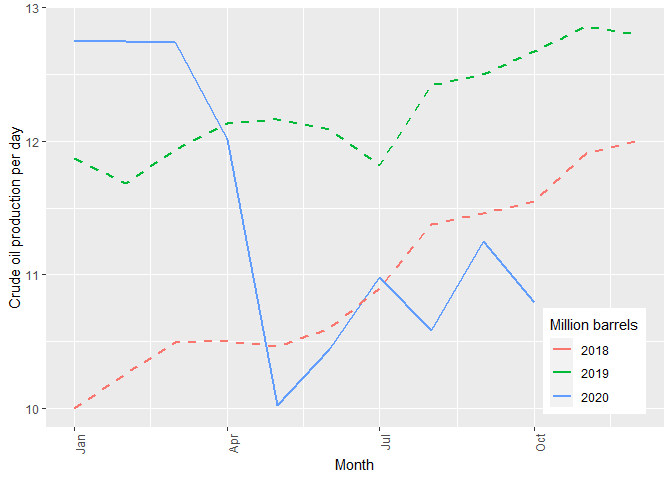 13
12
11
10
Crude oil production per day
Jan
Apr
Jul
Oct
Month
Million barrels
2018
2019
2020